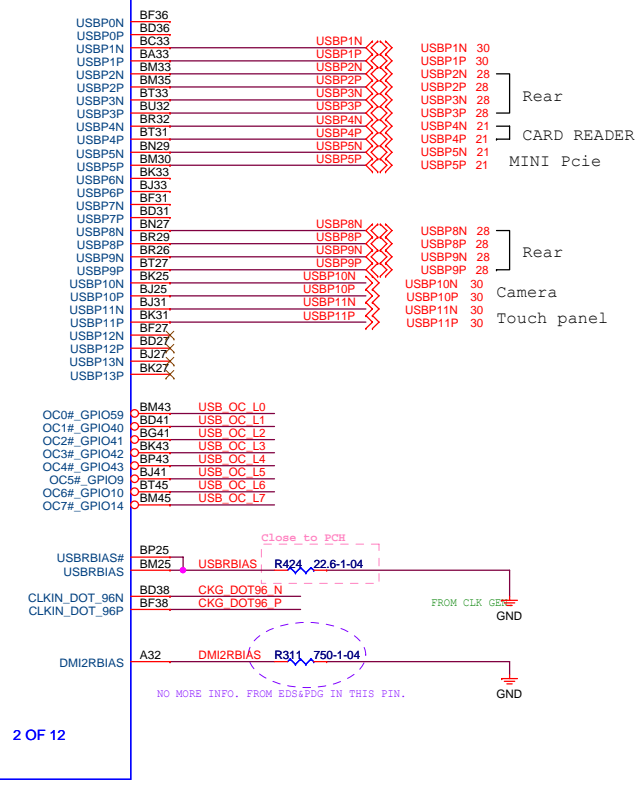 USBP0N BF36
USBP0P BD36
USBP1N BC33 USBP1N USBP1N 30
USBP1P BA33 USBP1P USBP1P 30
USBP2N BM33 USBP2N USBP2N 28
USBP2P BM35 USBP2P USBP2P 28
USBP3N BT33 USBP3N USBP3N 28 Rear
USBP3P BU32 USBP3P USBP3P 28
USBP4N BR32 USBP4N USBP4N 21
USBP4P BT31 USBP4P USBP4P 21 CARD READER
USBP5N BN29 USBP5N USBP5N 21
USBP5P BM30 USBP5P USBP5P 21 MINI Pcie
USBP6N BK33
USBP6P BJ33
USBP7N BF31
USBP7P BD31
USBP8N BN27 USBP8N USBP8N 28
USBP8P BR29 USBP8P USBP8P 28
USBP9N BR26 USBP9N USBP9N 28 Rear
USBP9P BT27 USBP9P USBP9P 28
USBP10N BK25 USBP10N USBP10N 30
USBP10P BJ25 USBP10P USBP10P 30 Camera
USBP11N BJ31 USBP11N USBP11N 30
USBP11P BK31 USBP11P USBP11P 30 Touch panel
USBP12N BF27
USBP12P BD27
USBP13N BJ27
USBP13P BK27
OC0#_GPIO59 BM43 USB_OC_L0
OC1#_GPIO40 BD41 USB_OC_L1
OC2#_GPIO41 BG41 USB_OC_L2
OC3#_GPIO42 BK43 USB_OC_L3
OC4#_GPIO43 BP43 USB_OC_L4
OC5#_GPIO9 BJ41 USB_OC_L5
OC6#_GPIO10 BT45 USB_OC_L6
OC7#_GPIO14 BM45 USB_OC_L7
Close to PCH
USBRBIAS# BP25
USBRBIAS BM25 USBRBIAS R424 22.6-1-04
CLKIN_DOT_96N BD38 CKG_DOT96_N
CLKIN_DOT_96P BF38 CKG_DOT96_P
FROM CLK GEN
GND
DMI2RBIAS A32 DMI2RBIAS R311 750-1-04
NO MORE INFO. FROM EDS&PDG IN THIS PIN.
GND
2 OF 12